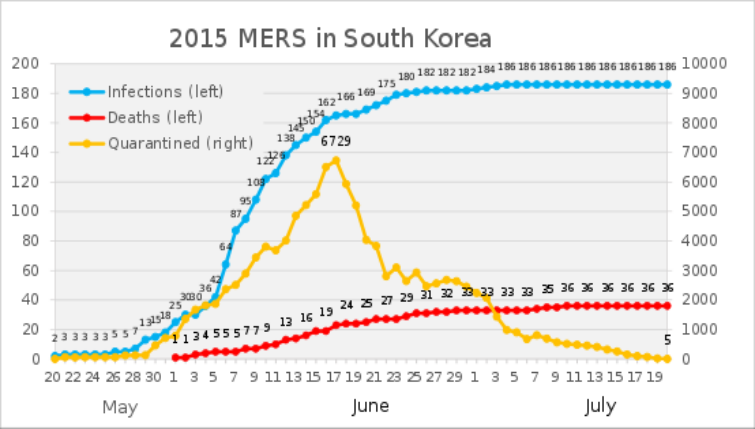 2015 MERS in South Korea
200 180 160 140 120 100 80 60 40 20 0
10000 9000 8000 7000 6000 5000 4000 3000 2000 1000 0
Infections (left)
Deaths (left)
Quarantined (right)
2 3 3 3 3 3 5 5 7 13 15 18 25 30 30 36 42 64 87 95 108 122 126 138 145 150 154 162 166 169 175 180 182 182 182 184 186 186 186 186 186 186 186 186 186
6729
1 1 3 4 5 5 5 7 7 9 13 16 19 24 25 27 29 31 32 33 33 33 33 35 36 36 36 36 36 36
5
20 22 24 26 28 30 1 3 5 7 9 11 13 15 17 19 21 23 25 27 29 1 3 5 7 9 11 13 15 17 19
May June July